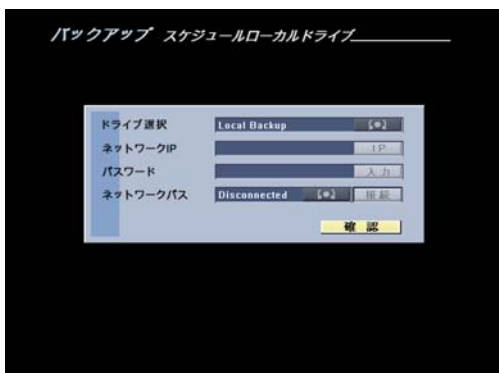 バックアップ スケジュールローカルドライブ
ドライブ選択 Local Backup
ネットワークIP IP
パスワード 入力
ネットワークパス Disconnected 接続
確認